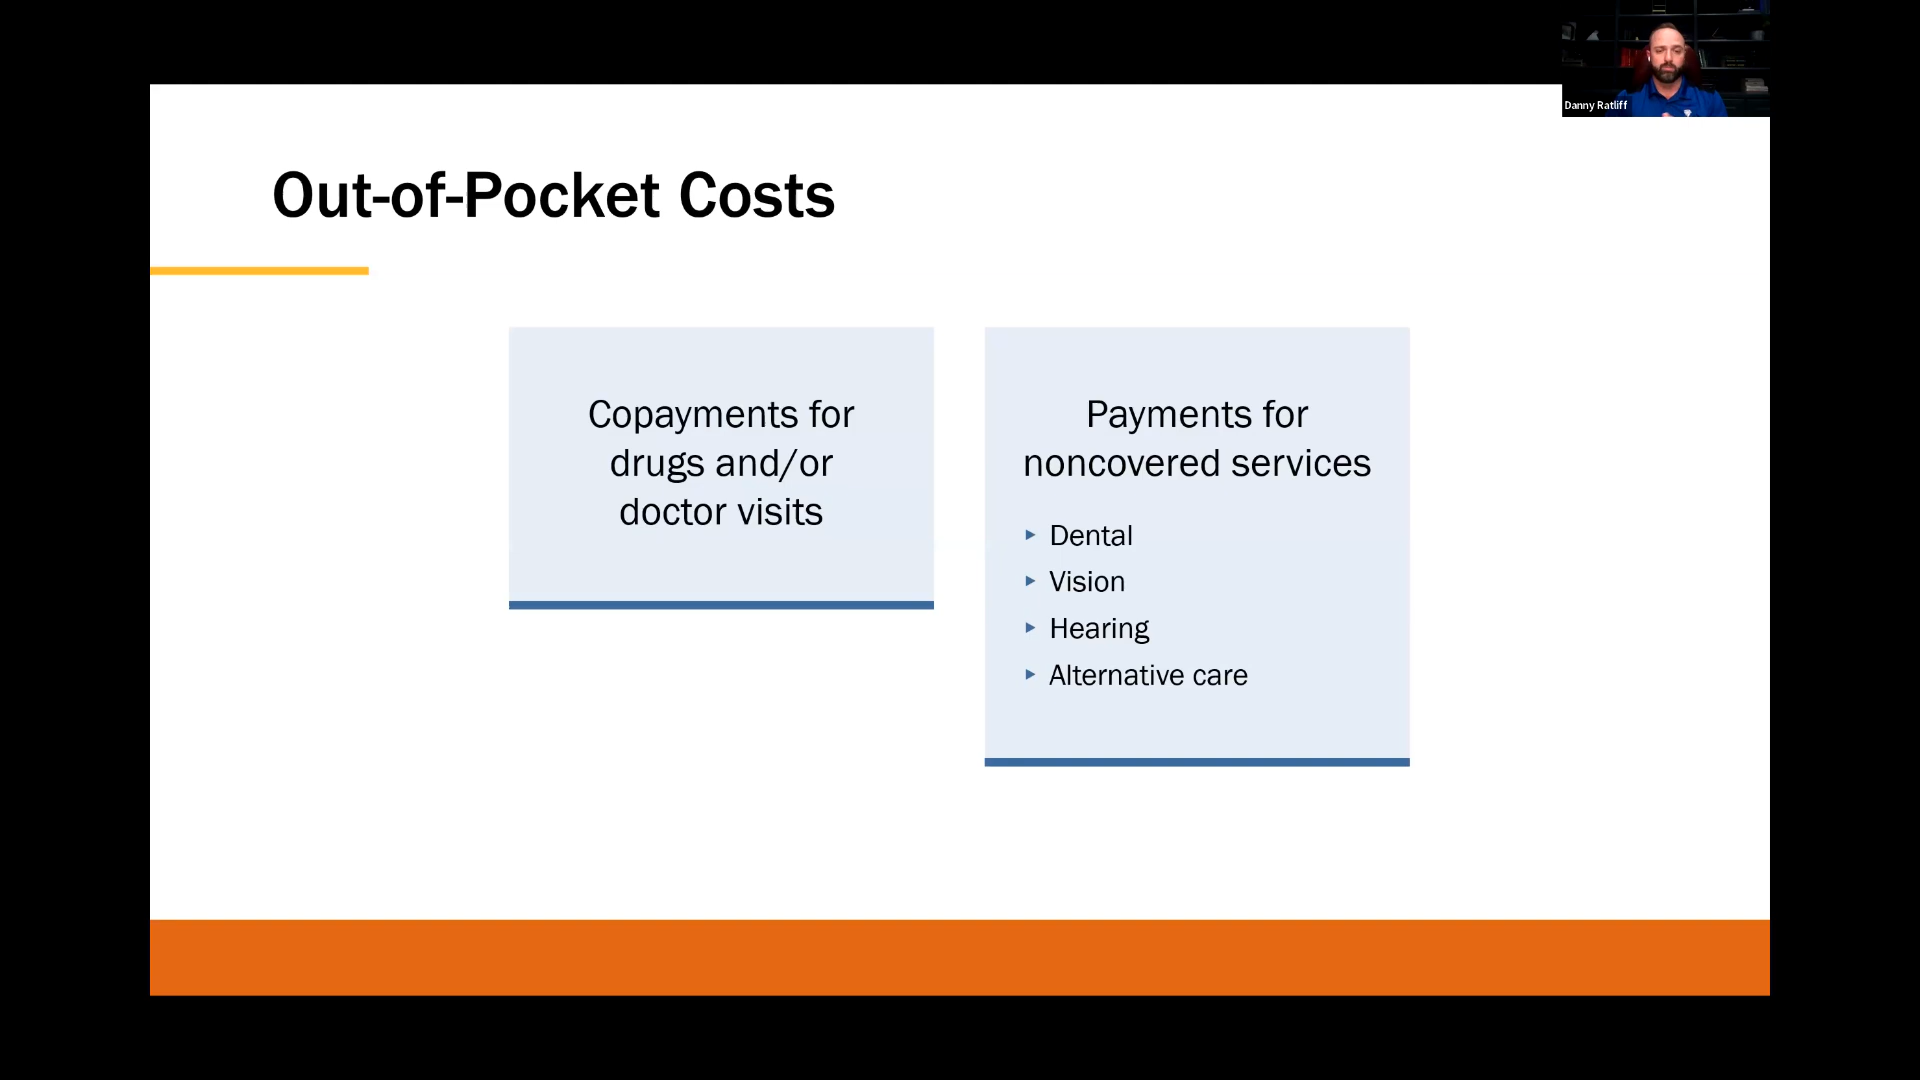 Danny Ratliff
Out-of-Pocket Costs
Copayments for
drugs and/or
doctor visits
Payments for
noncovered services
Dental
Vision
Hearing
Alternative care